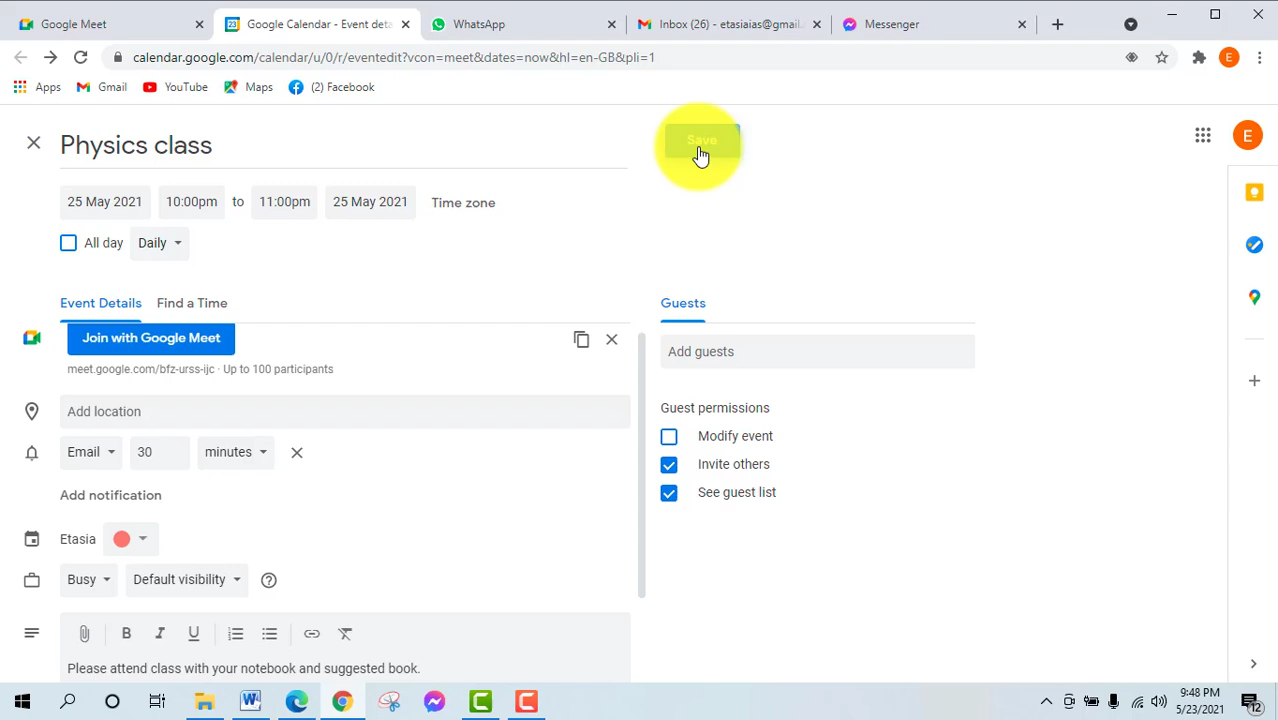 Google Meet
Google Calendar - Event deta
WhatsApp
Inbox (26) - etasiaias@gmail.
Messenger
calendar.google.com/calendar/u/0/r/eventedit?vcon=meet&dates=now&hl=en-GB&pli=1
E
Apps
Gmail
YouTube
Maps
(2) Facebook
Physics class
Save
E
25 May 2021
10:00pm
to
11:00pm
25 May 2021
Time zone
All day
Daily
Event Details
Find a Time
Guests
Join with Google Meet
Add guests
meet.google.com/bfz-urss-ijc · Up to 100 participants
Guest permissions
Add location
Modify event
Email
30
minutes
Invite others
Add notification
See guest list
Etasia
Busy
Default visibility
B I U
Please attend class with your notebook and suggested book.
9:48 PM
5/23/2021
12